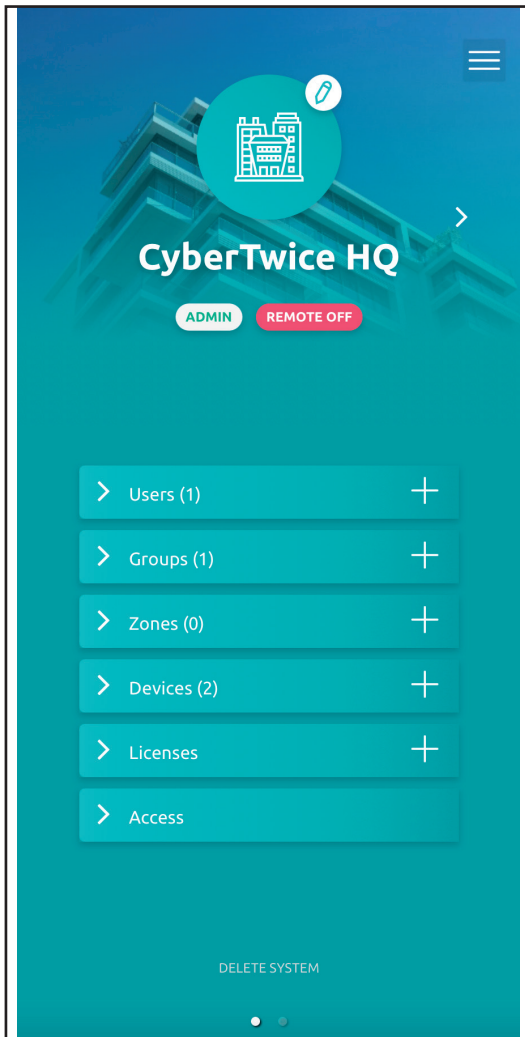 CyberTwice HQ
ADMIN REMOTE OFF
Users (1)
Groups (1)
Zones (0)
Devices (2)
Licenses
Access
DELETE SYSTEM